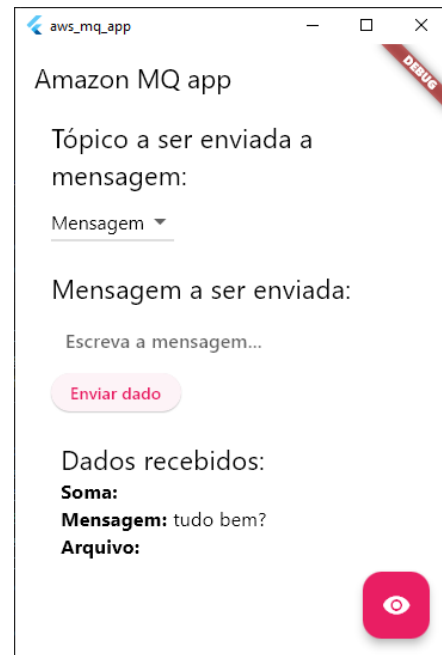 aws_mq_app
Amazon MQ app
DEBUG
Tópico a ser enviada a
mensagem:
Mensagem
Mensagem a ser enviada:
Escreva a mensagem...
Enviar dado
Dados recebidos:
Soma:
Mensagem: tudo bem?
Arquivo: